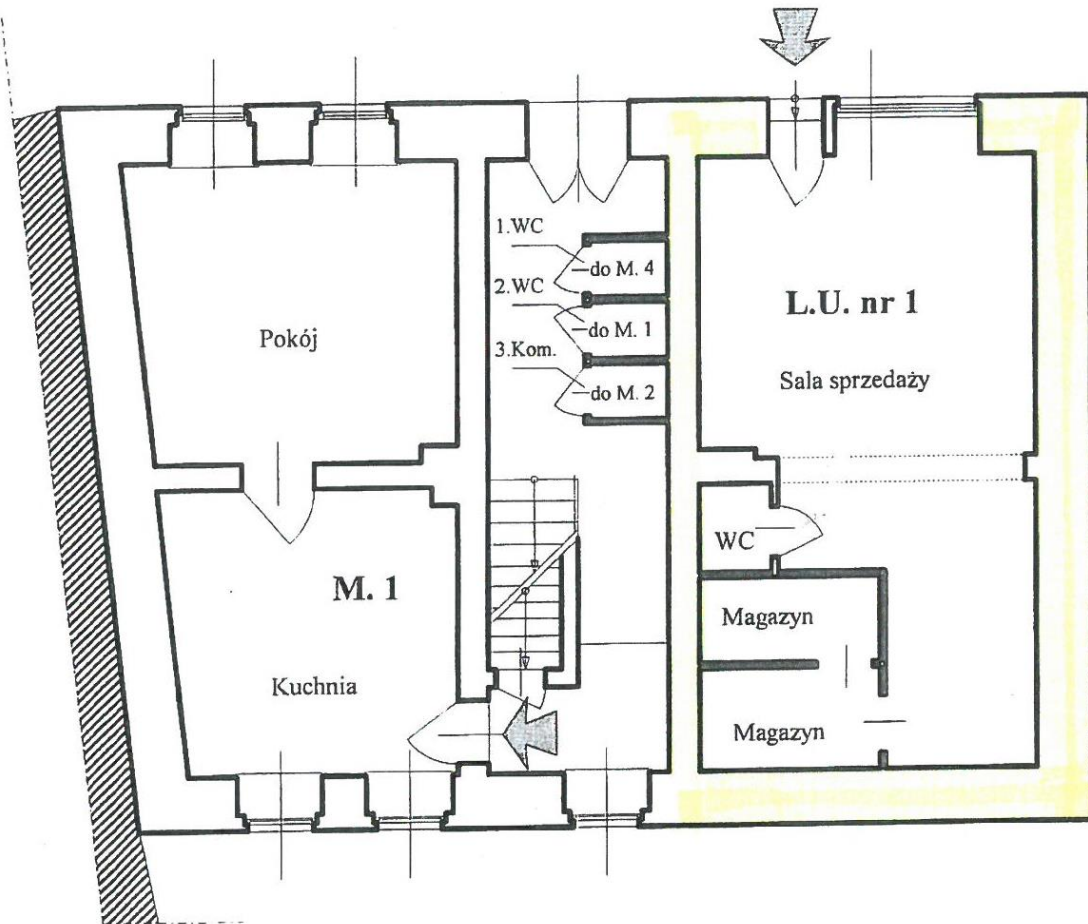 1.WC
do M. 4
2.WC
do M. 1
3.Kom.
do M. 2
Pokój
L.U. nr 1
Sala sprzedaży
WC
M. 1
Magazyn
Kuchnia
Magazyn